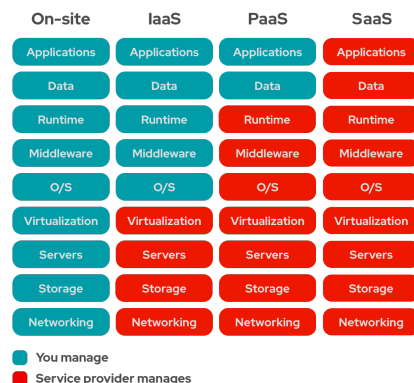 On-site IaaS PaaS SaaS
Applications Applications Applications Applications
Data Data Data Data
Runtime Runtime Runtime Runtime
Middleware Middleware Middleware Middleware
O/S O/S O/S O/S
Virtualization Virtualization Virtualization Virtualization
Servers Servers Servers Servers
Storage Storage Storage Storage
Networking Networking Networking Networking
You manage
Service provider manages